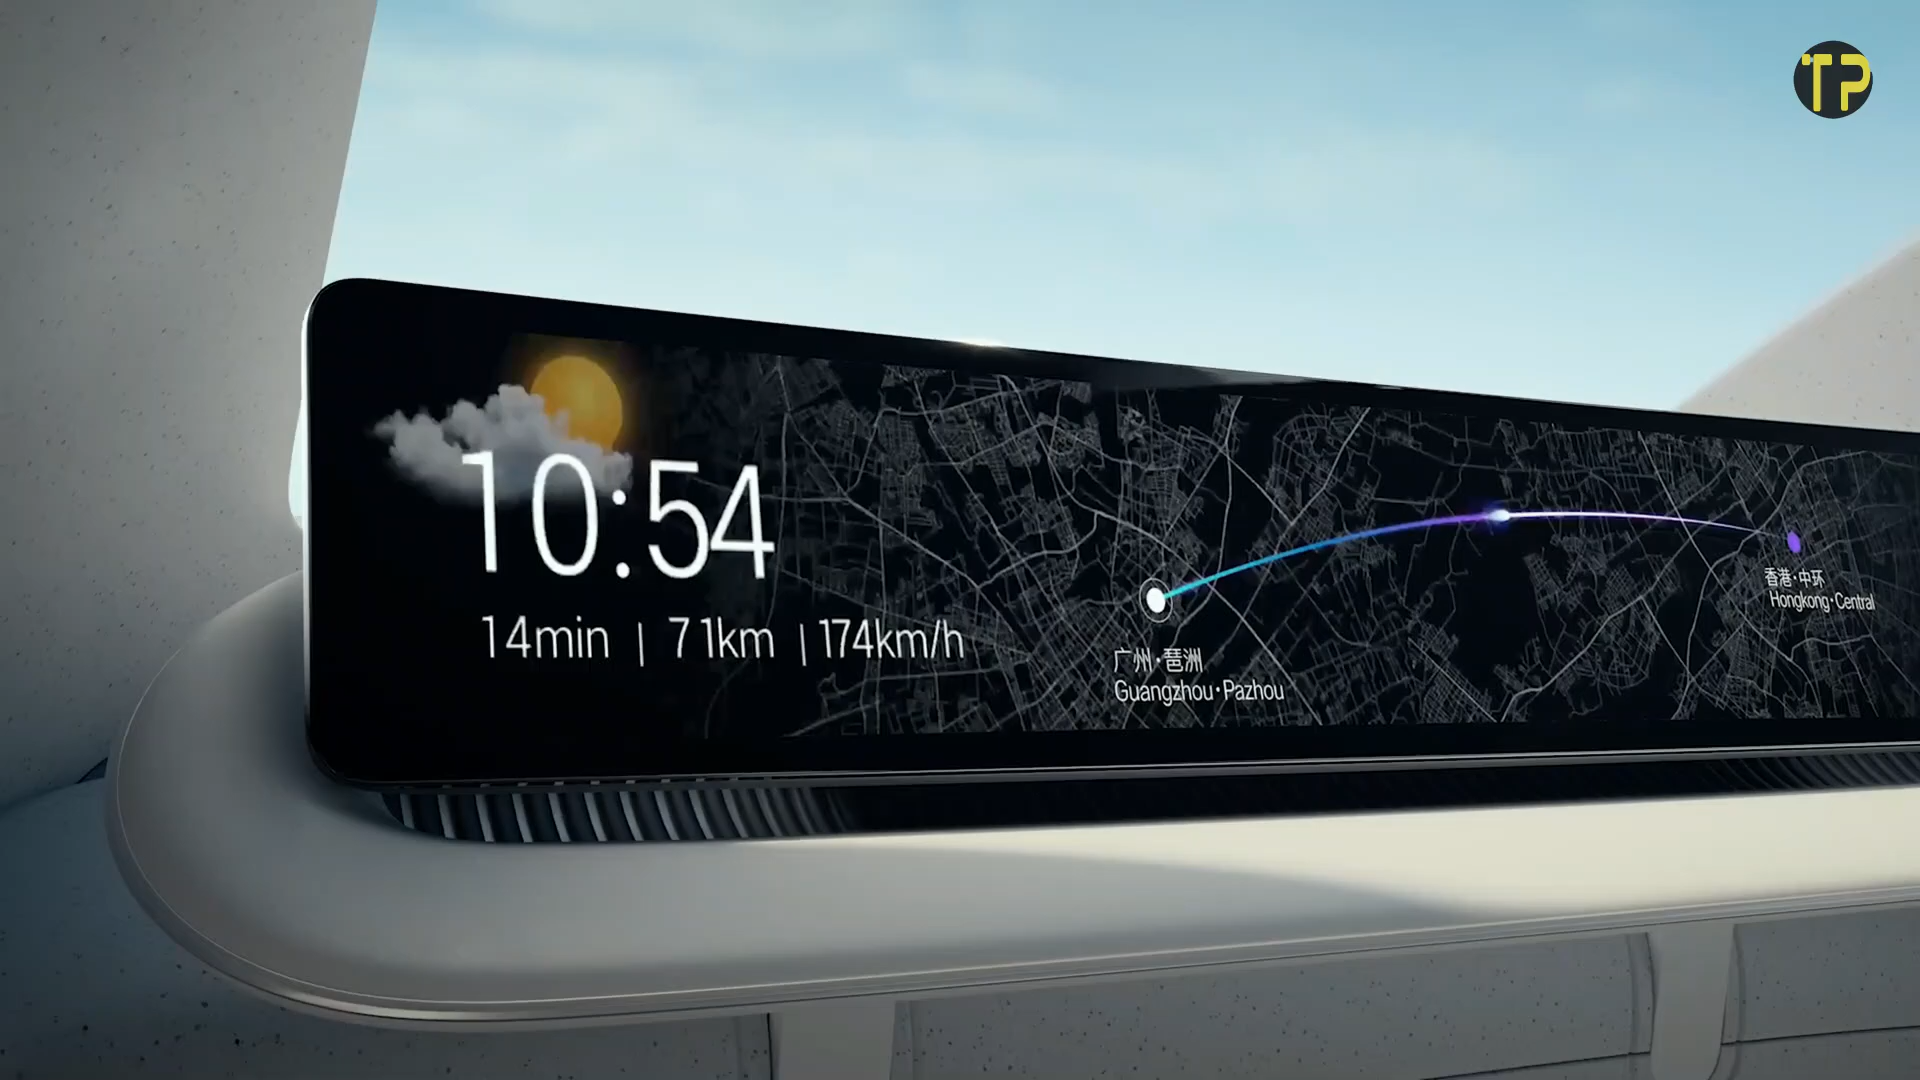 TP
10:54
14min | 71km | 174km/h
广州·琶洲
Guangzhou·Pazhou
香港·中环
Hongkong·Central